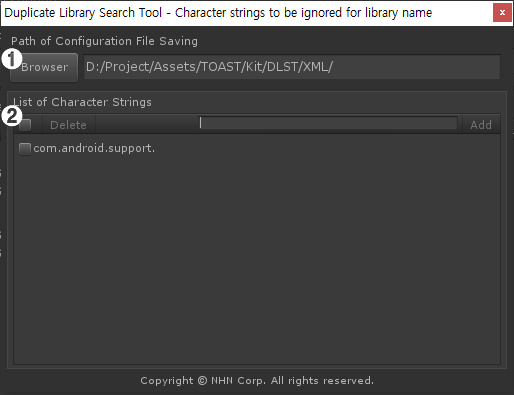 Duplicate Library Search Tool - Character strings to be ignored for library name
x
Path of Configuration File Saving
1 Browser D:/Project/Assets/TOAST/Kit/DLST/XML/
List of Character Strings
2 Delete Add
com.android.support.
Copyright © NHN Corp. All rights reserved.